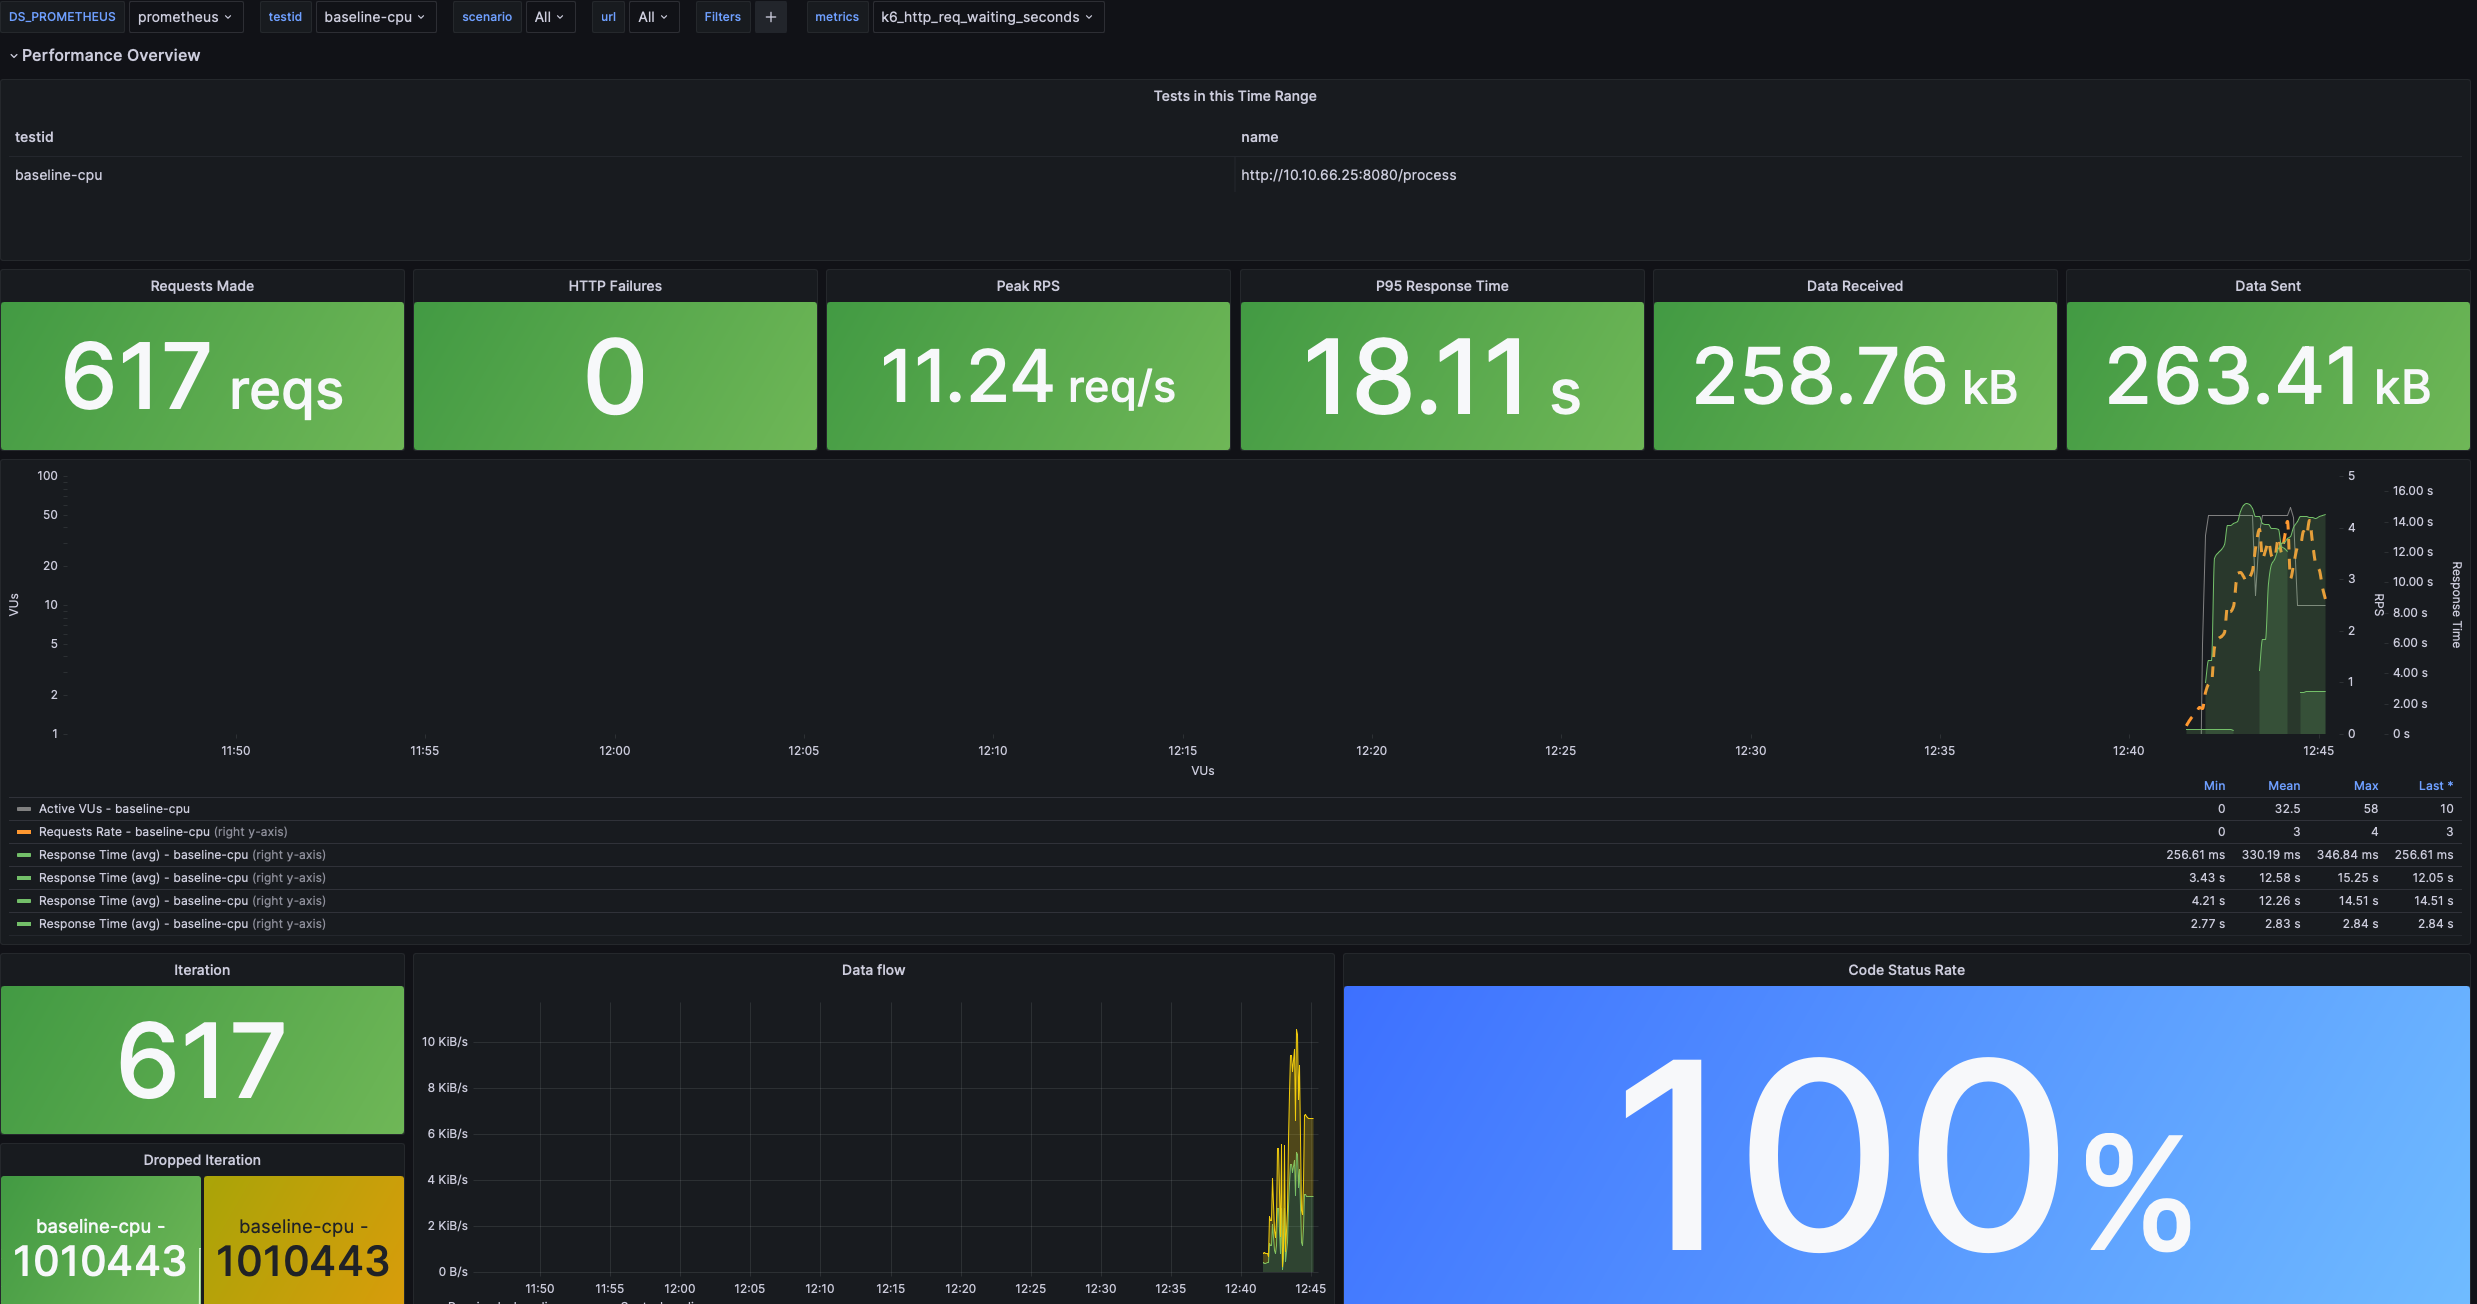 DS_PROMETHEUS prometheus testid baseline-cpu scenario All url All Filters + metrics k6_http_req_waiting_seconds
Performance Overview
Tests in this Time Range
testid name
baseline-cpu http://10.10.66.25:8080/process
Requests Made HTTP Failures Peak RPS P95 Response Time Data Received Data Sent
617 reqs 0 11.24 req/s 18.11 s 258.76 kB 263.41 kB
100
50
20
10
5
2
1
VUs
5
4
3
2
1
0
RPS
16.00 s
14.00 s
12.00 s
10.00 s
8.00 s
6.00 s
4.00 s
2.00 s
0 s
Response Time
11:50 11:55 12:00 12:05 12:10 12:15 12:20 12:25 12:30 12:35 12:40 12:45
VUs
Min Mean Max Last *
Active VUs - baseline-cpu 0 32.5 58 10
Requests Rate - baseline-cpu (right y-axis) 0 3 4 3
Response Time (avg) - baseline-cpu (right y-axis) 256.61 ms 330.19 ms 346.84 ms 256.61 ms
Response Time (avg) - baseline-cpu (right y-axis) 3.43 s 12.58 s 15.25 s 12.05 s
Response Time (avg) - baseline-cpu (right y-axis) 4.21 s 12.26 s 14.51 s 14.51 s
Response Time (avg) - baseline-cpu (right y-axis) 2.77 s 2.83 s 2.84 s 2.84 s
Iteration
617
Dropped Iteration
baseline-cpu - baseline-cpu -
1010443 1010443
Data flow
10 KiB/s
8 KiB/s
6 KiB/s
4 KiB/s
2 KiB/s
0 B/s
11:50 11:55 12:00 12:05 12:10 12:15 12:20 12:25 12:30 12:35 12:40 12:45
Code Status Rate
100%